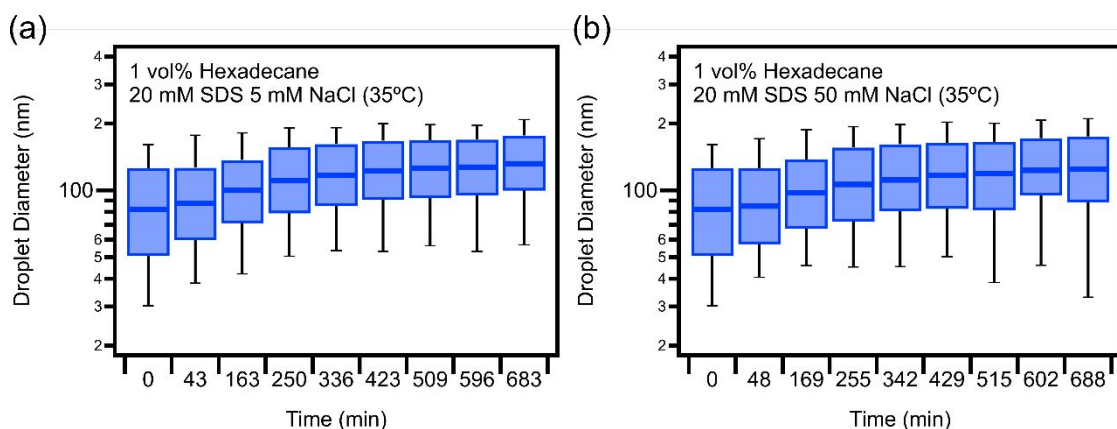 (a)
1 vol% Hexadecane
20 mM SDS 5 mM NaCl (35ºC)
Droplet Diameter (nm)
4
3
2
100
6
5
4
3
2
0 43 163 250 336 423 509 596 683
Time (min)
(b)
1 vol% Hexadecane
20 mM SDS 50 mM NaCl (35ºC)
Droplet Diameter (nm)
4
3
2
100
6
5
4
3
2
0 48 169 255 342 429 515 602 688
Time (min)